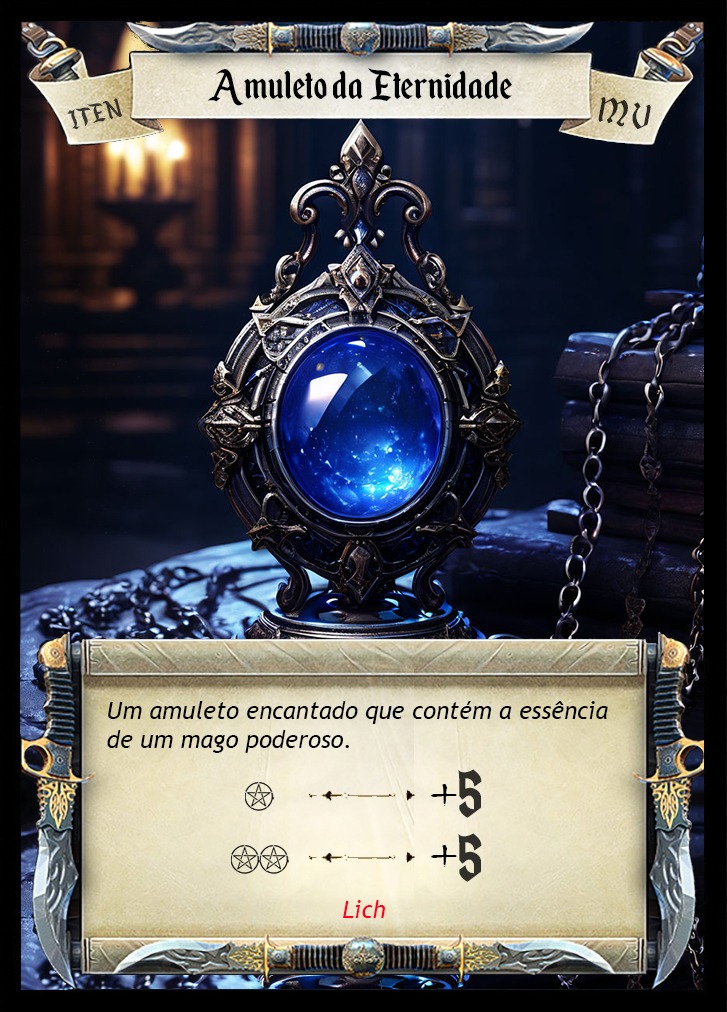 Amuleto da Eternidade
ITEN
MU
Um amuleto encantado que contém a essência
de um mago poderoso.
+5
+5
Lich